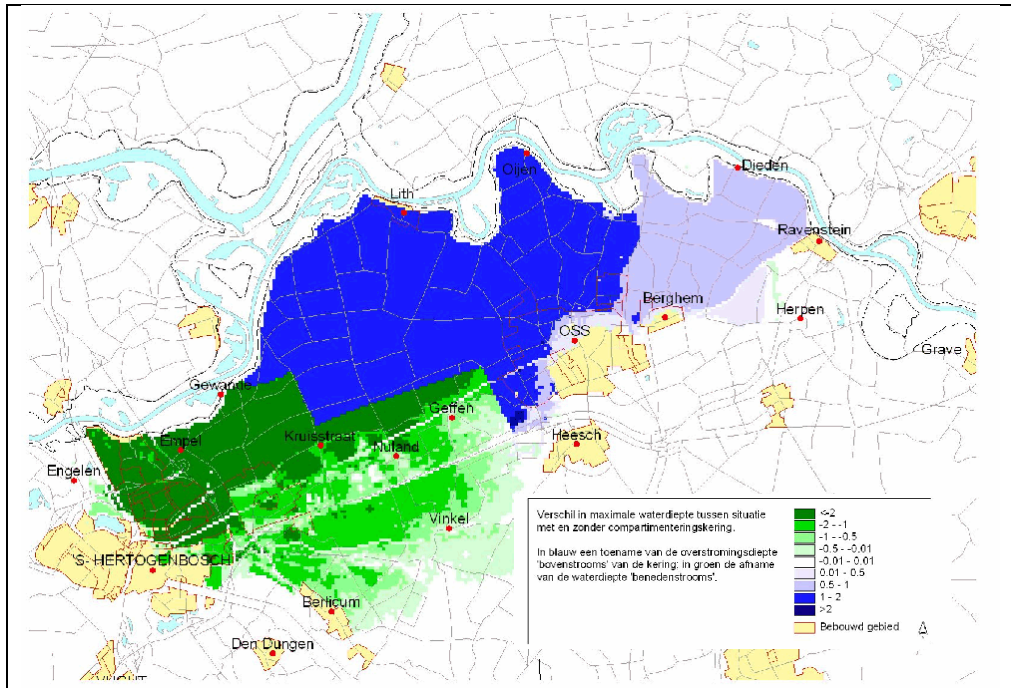 Oijen
Dieden
Lith
Ravenstein
Berghem
Herpen
OSS
Grave
Gewande
Geffen
Kruisstraat
Heesch
Empel
Nuland
Engelen
Vinkel
'S- HERTOGENBOSCH
Berlicum
Den Dungen
VUGHT
Verschil in maximale waterdiepte tussen situatie
met en zonder compartimenteringskering.
In blauw een toename van de overstromingsdiepte
'bovenstrooms' van de kering: in groen de afname
van de waterdiepte 'benedenstrooms'.
<-2
-2 - -1
-1 - -0.5
-0.5 - -0.01
-0.01 - 0.01
0.01 - 0.5
0.5 - 1
1 - 2
>2
Bebouwd gebied